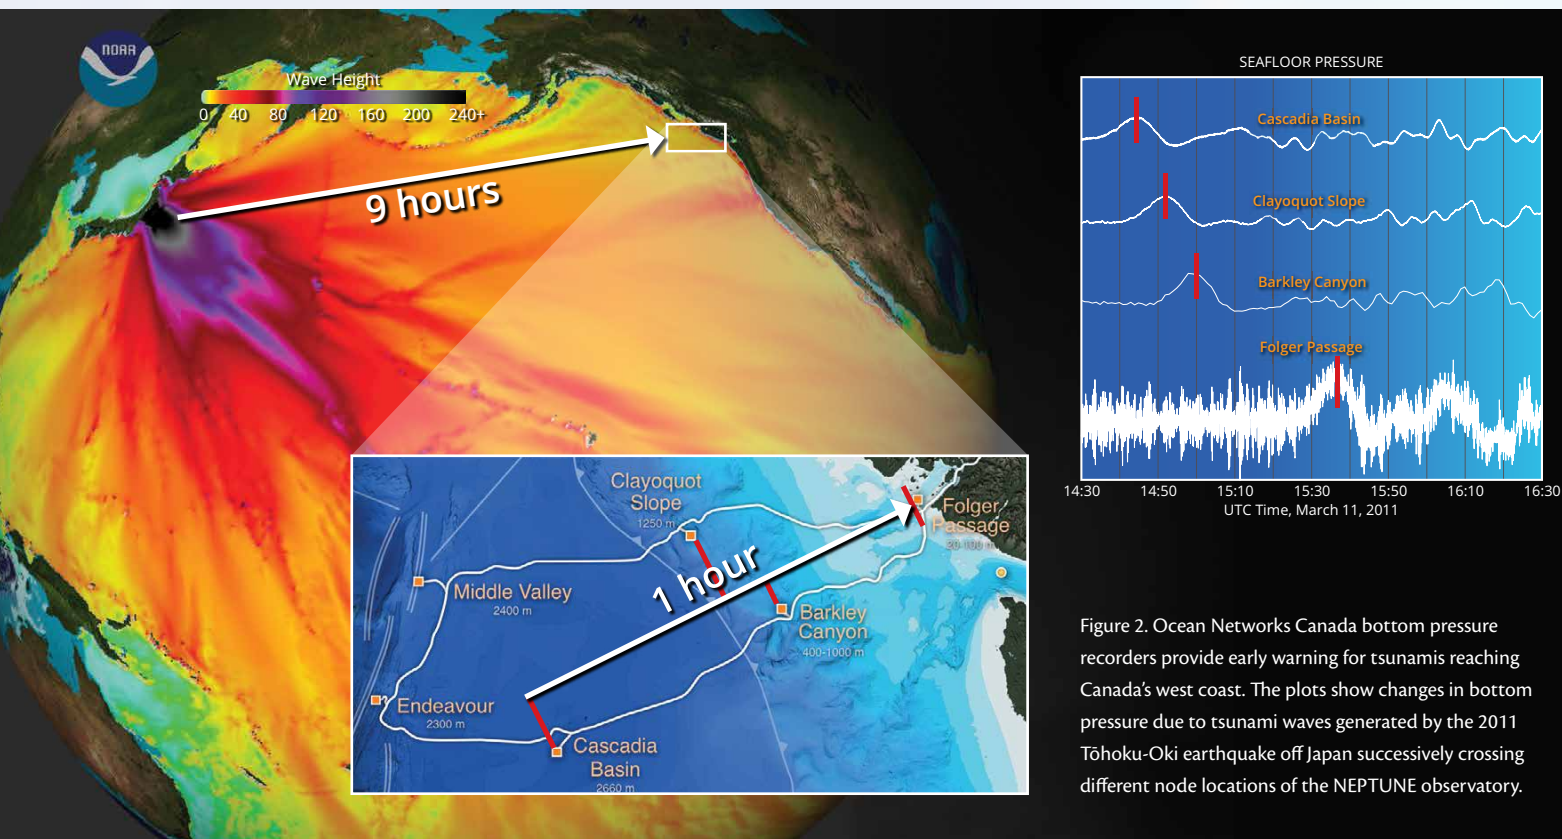 NOAA
Wave Height
0 40 80 120 160 200 240+
9 hours
SEAFLOOR PRESSURE
Cascadia Basin
Clayoquot Slope
Barkley Canyon
Folger Passage
14:30 14:50 15:10 15:30 15:50 16:10 16:30
UTC Time, March 11, 2011
Clayoquot
Slope
1250 m
Folger
Passage
20-100 m
1 hour
Middle Valley
2400 m
Barkley
Canyon
400-1000 m
Endeavour
2300 m
Cascadia
Basin
2660 m
Figure 2. Ocean Networks Canada bottom pressure
recorders provide early warning for tsunamis reaching
Canada’s west coast. The plots show changes in bottom
pressure due to tsunami waves generated by the 2011
Tōhoku-Oki earthquake off Japan successively crossing
different node locations of the NEPTUNE observatory.